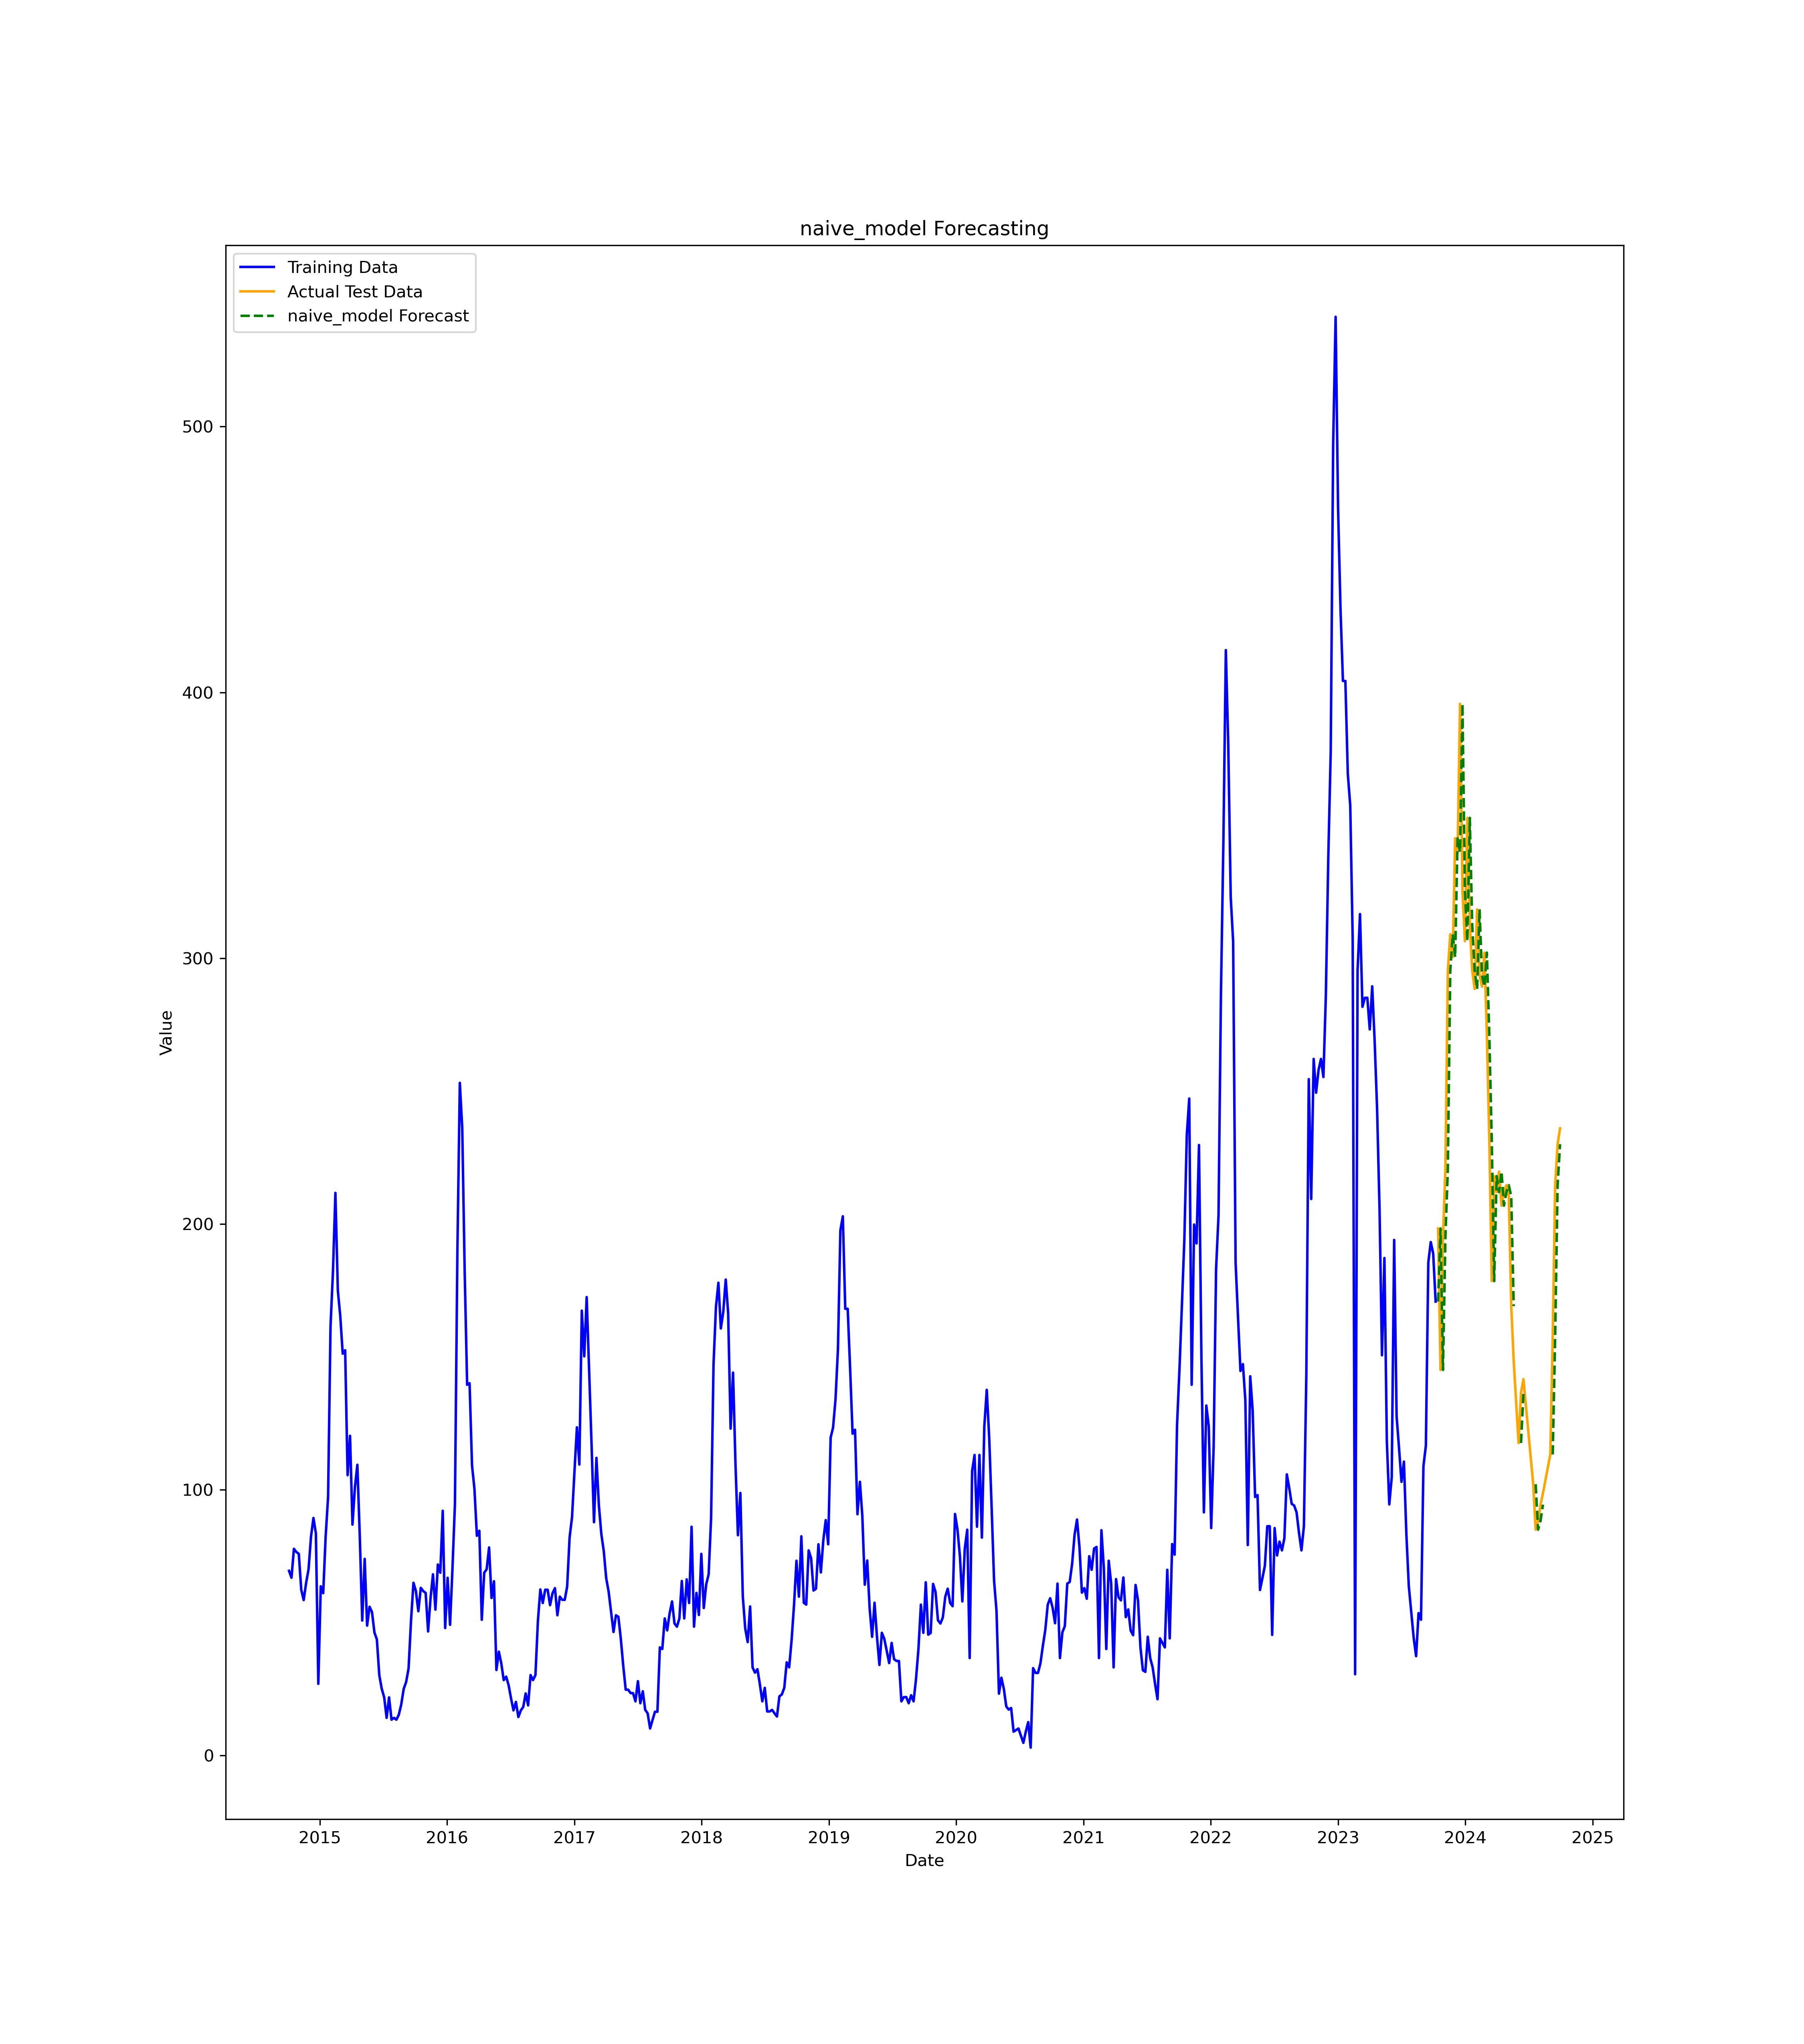 naive_model Forecasting
Training Data
Actual Test Data
naive_model Forecast
500
400
300
200
100
0
Value
2015 2016 2017 2018 2019 2020 2021 2022 2023 2024 2025
Date